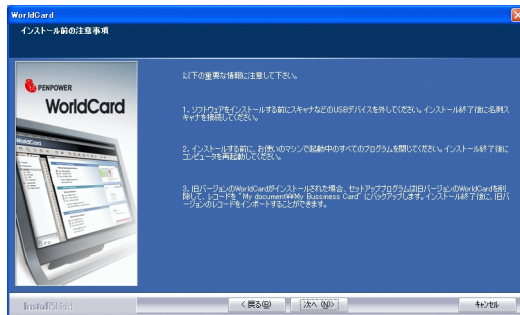 WorldCard
インストール前の注意事項
PENPOWER
WorldCard
WorldCard
以下の重要な情報に注意して下さい。
1. ソフトウェアをインストールする前にスキャナなどのUSBデバイスを外してください。インストール終了後に名刺ス
キャナを接続してください。
2. インストールする前に、お使いのマシンで起動中のすべてのプログラムを閉じてください。インストール終了後に
コンピュータを再起動してください。
3. 旧バージョンのWorldCardがインストールされた場合、セットアッププログラムは旧バージョンのWorldCardを削
除して、レコードを "My document¥¥My Bussiness Card" にバックアップします。インストール終了後に、旧バ
ージョンのレコードをインポートすることができます。
InstallShield
< 戻る(B)
次へ (N)>
キャンセル